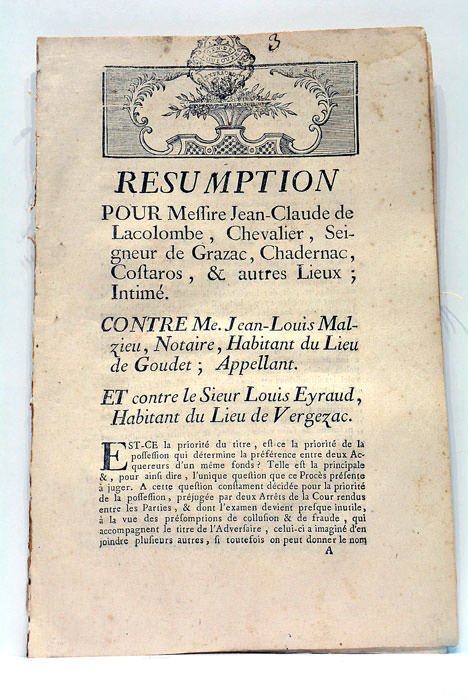 3
RESUMPTION
POUR Meſſire Jean-Claude de
Lacolombe, Chevalier, Sei-
gneur de Grazac, Chadernac,
Coſtaros, & autres Lieux;
Intimé.
CONTRE Me. Jean-Louis Mal-
zieu, Notaire, Habitant du Lieu
de Goudet; Appellant.
ET contre le Sieur Louis Eyraud,
Habitant du Lieu de Vergezac.
EST-CE la priorité du titre, eſt-ce la priorité de la
poſſeſſion qui détermine la préférence entre deux Ac-
quereurs d'un même fonds? Telle eſt la principale
&, pour ainſi dire, l'unique queſtion que ce Procès préſente
à juger. A cette queſtion conſtament décidée pour la priorité
de la poſſeſſion, préjugée par deux Arrêts de la Cour rendus
entre les Parties, & dont l'examen devient preſque inutile,
à la vue des préſomptions de colluſion & de fraude, qui
accompagnent le titre de l'Adverſaire, celui-ci a imaginé d'en
joindre pluſieurs autres, ſi toutefois on peut donner le nom
A